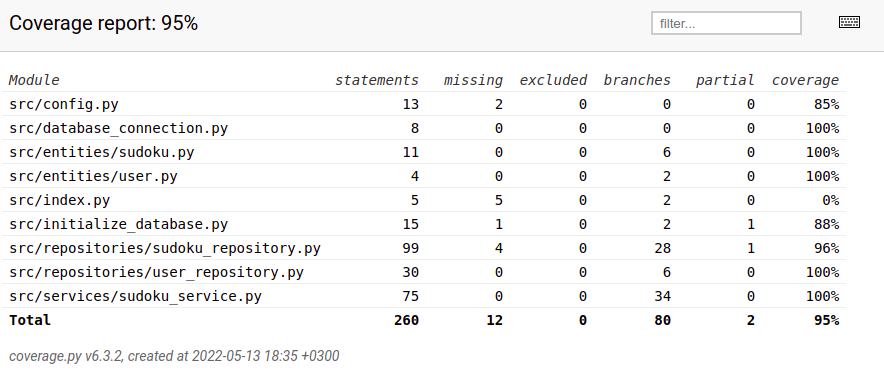 Coverage report: 95%
filter...
Module statements missing excluded branches partial coverage
src/config.py 13 2 0 0 0 85%
src/database_connection.py 8 0 0 0 0 100%
src/entities/sudoku.py 11 0 0 6 0 100%
src/entities/user.py 4 0 0 2 0 100%
src/index.py 5 5 0 2 0 0%
src/initialize_database.py 15 1 0 2 1 88%
src/repositories/sudoku_repository.py 99 4 0 28 1 96%
src/repositories/user_repository.py 30 0 0 6 0 100%
src/services/sudoku_service.py 75 0 0 34 0 100%
Total 260 12 0 80 2 95%
coverage.py v6.3.2, created at 2022-05-13 18:35 +0300